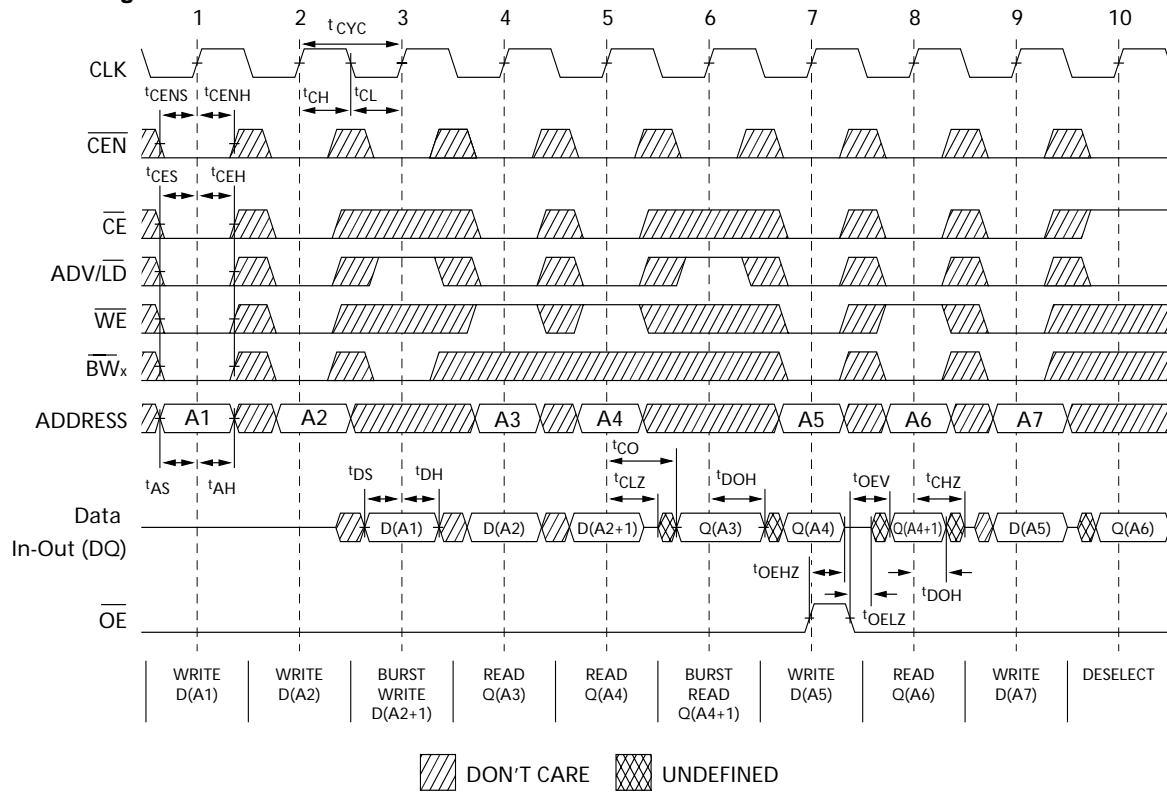 1 2 3 4 5 6 7 8 9 10
tCYC
CLK
tCENS tCENH tCH tCL
CEN
tCES tCEH
CE
ADV/LD
WE
BWx
ADDRESS A1 A2 A3 A4 A5 A6 A7
tCO
tAS tAH tDS tDH tCLZ tDOH tOEV tCHZ
Data
In-Out (DQ) D(A1) D(A2) D(A2+1) Q(A3) Q(A4) Q(A4+1) D(A5) Q(A6)
tOEHZ tDOH
tOELZ
OE
WRITE
D(A1)
WRITE
D(A2)
BURST
WRITE
D(A2+1)
READ
Q(A3)
READ
Q(A4)
BURST
READ
Q(A4+1)
WRITE
D(A5)
READ
Q(A6)
WRITE
D(A7)
DESELECT
DON'T CARE UNDEFINED